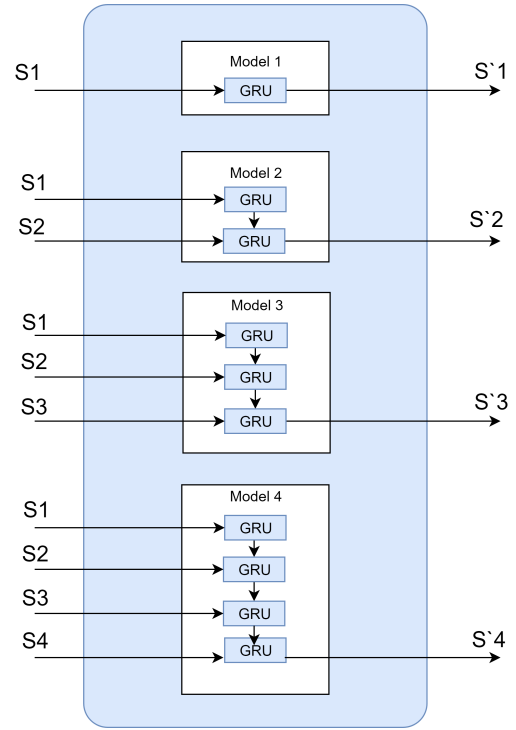 Model 1
S1
GRU
S`1
Model 2
S1
GRU
S2
GRU
S`2
Model 3
S1
GRU
S2
GRU
S3
GRU
S`3
Model 4
S1
GRU
S2
GRU
S3
GRU
S4
GRU
S`4